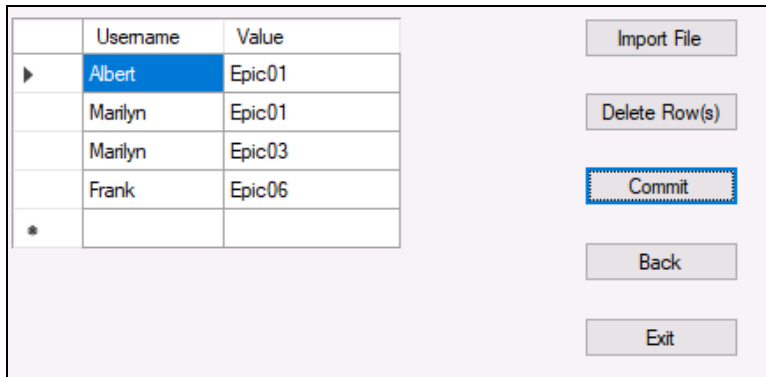 Username Value
Albert Epic01
Marilyn Epic01
Marilyn Epic03
Frank Epic06
Import File
Delete Row(s)
Commit
Back
Exit